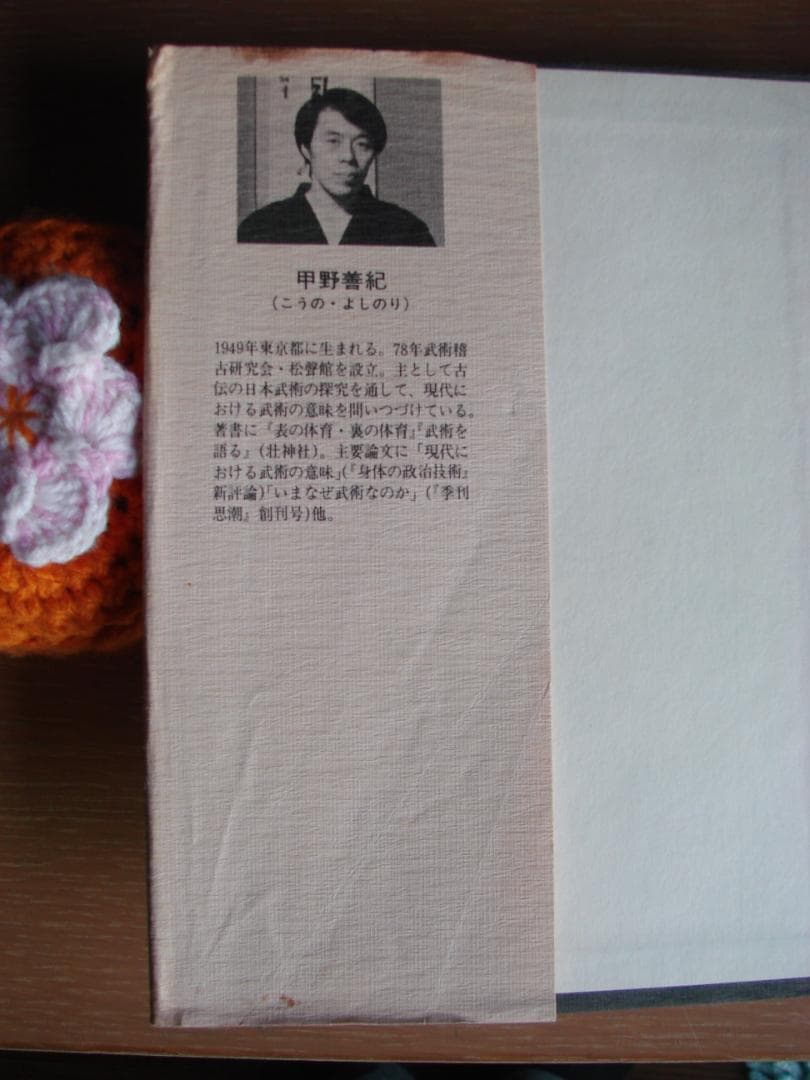 甲野善紀
(こうの・よしのり)
1949年東京都に生まれる。78年武術稽
古研究会・松聲館を設立。主として古
伝の日本武術の探究を通して、現代に
おける武術の意味を問いつづけている。
著書に『表の体育・裏の体育』『武術を
語る』(壮神社)。主要論文に「現代に
おける武術の意味」(『身体の政治技術』
新評論)「いまなぜ武術なのか」(『季刊
思潮』創刊号)他。